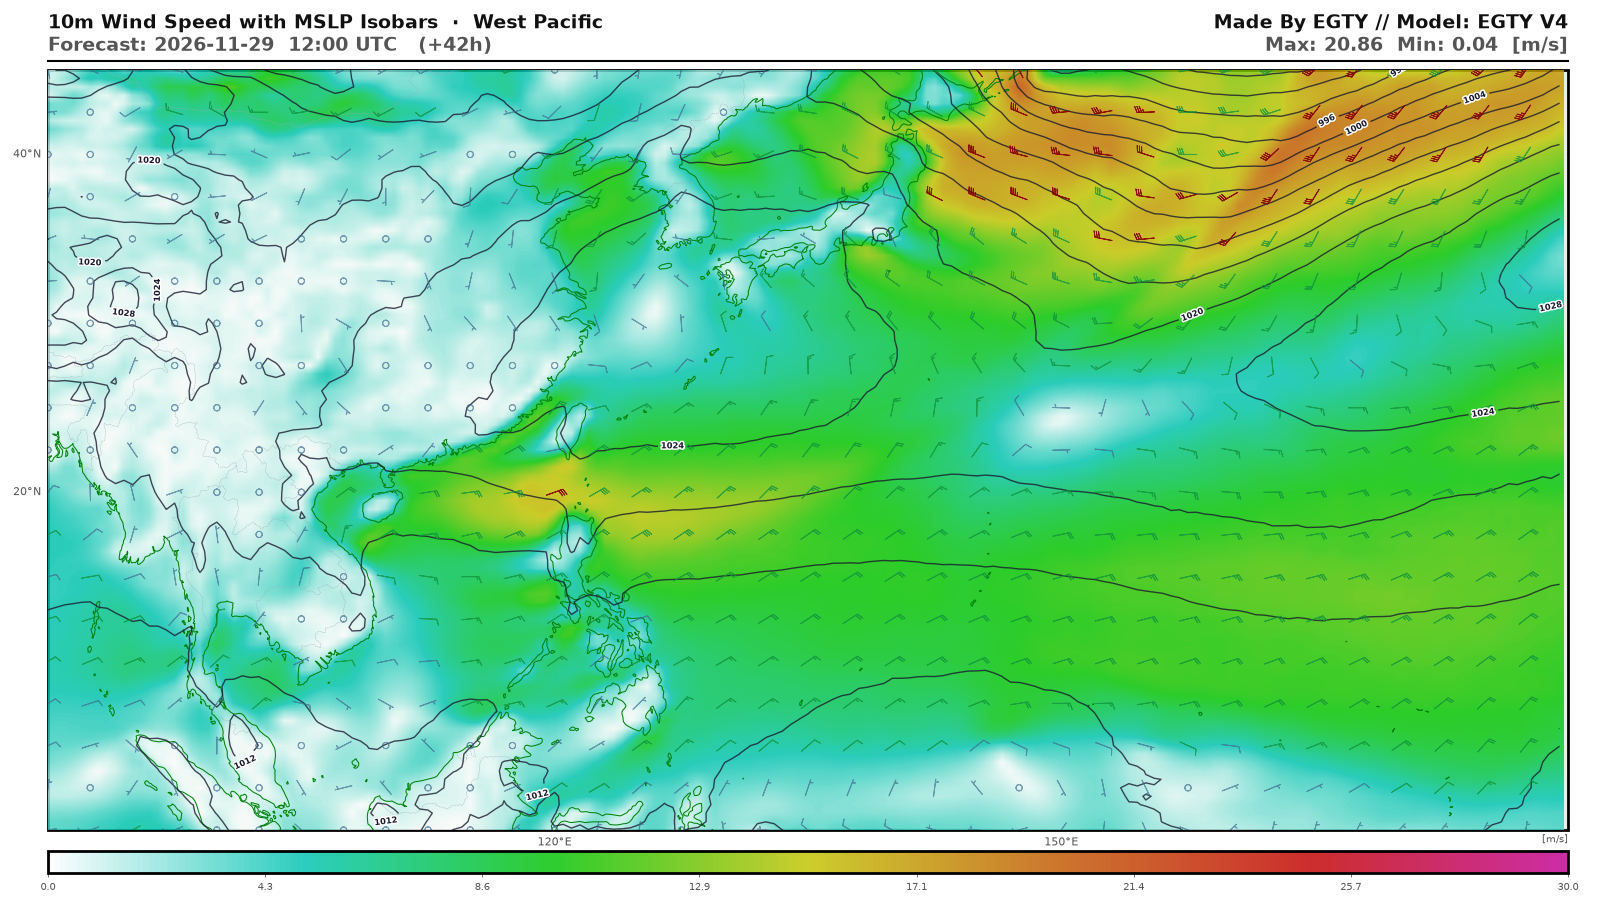 10m Wind Speed with MSLP Isobars · West Pacific
Made By EGTY // Model: EGTY V4
Forecast: 2026-11-29 12:00 UTC (+42h)
Max: 20.86 Min: 0.04 [m/s]
1004
996
1000
40°N
1020
1020
1024
1028
1028
1020
1024
1024
20°N
1012
1012
1012
120°E
150°E
[m/s]
0.0
4.3
8.6
12.9
17.1
21.4
25.7
30.0